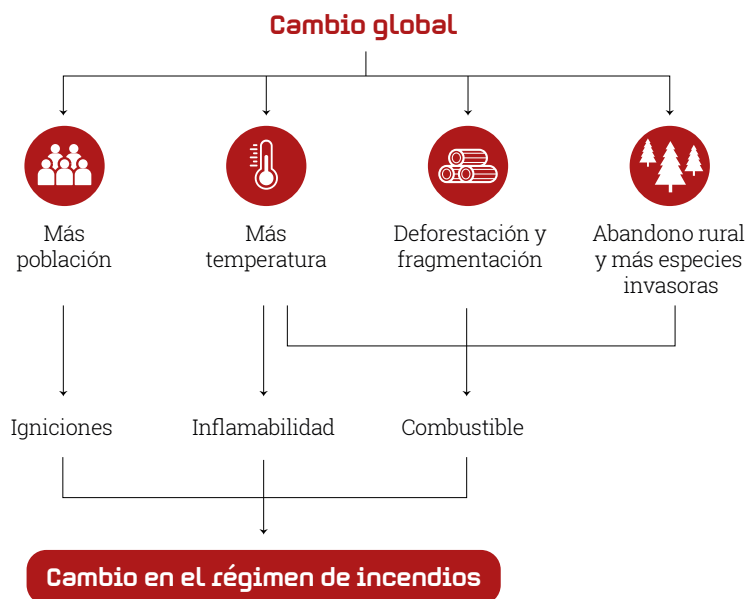 Cambio global
Más
población
Más
temperatura
Deforestación y
fragmentación
Abandono rural
y más especies
invasoras
Igniciones
Inflamabilidad
Combustible
Cambio en el régimen de incendios